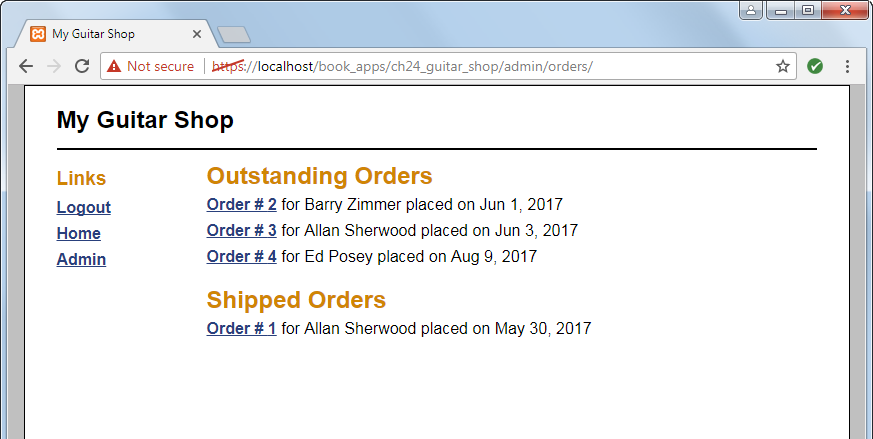 My Guitar Shop
Not secure https://localhost/book_apps/ch24_guitar_shop/admin/orders/
My Guitar Shop
Links
Logout
Home
Admin
Outstanding Orders
Order # 2 for Barry Zimmer placed on Jun 1, 2017
Order # 3 for Allan Sherwood placed on Jun 3, 2017
Order # 4 for Ed Posey placed on Aug 9, 2017
Shipped Orders
Order # 1 for Allan Sherwood placed on May 30, 2017